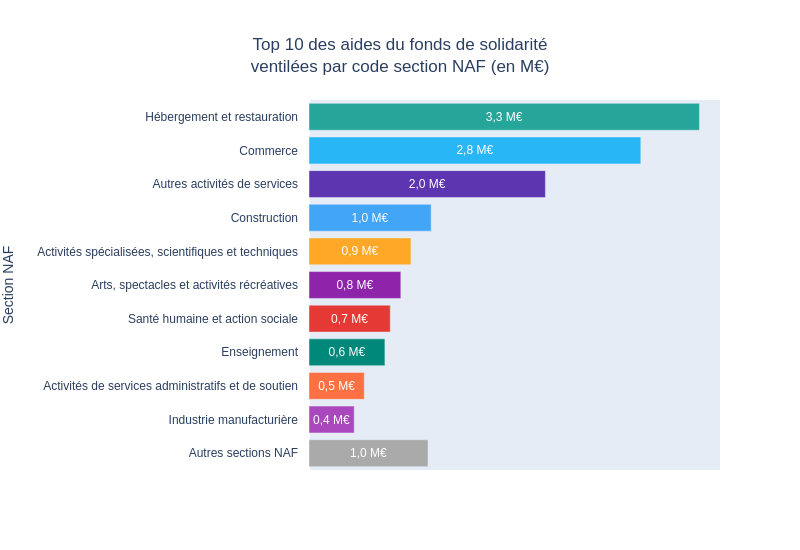 Top 10 des aides du fonds de solidarité
ventilées par code section NAF (en M€)
Section NAF
Hébergement et restauration 3,3 M€
Commerce 2,8 M€
Autres activités de services 2,0 M€
Construction 1,0 M€
Activités spécialisées, scientifiques et techniques 0,9 M€
Arts, spectacles et activités récréatives 0,8 M€
Santé humaine et action sociale 0,7 M€
Enseignement 0,6 M€
Activités de services administratifs et de soutien 0,5 M€
Industrie manufacturière 0,4 M€
Autres sections NAF 1,0 M€